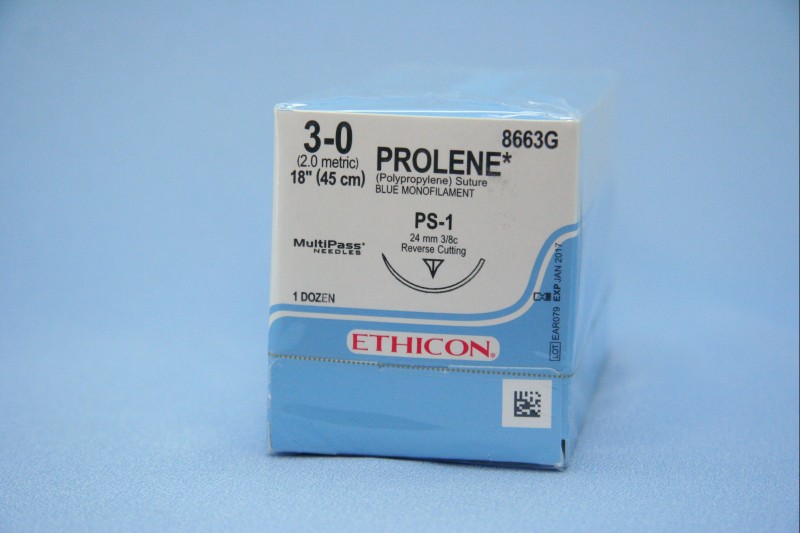 3-0
(2.0 metric)
18" (45 cm)
PROLENE*
(Polypropylene) Suture
BLUE MONOFILAMENT
8663G
PS-1
24 mm 3/8c
Reverse Cutting
MultiPass®
NEEDLES
1 DOZEN
ETHICON®
LOT EAR079 EXP JAN 2017